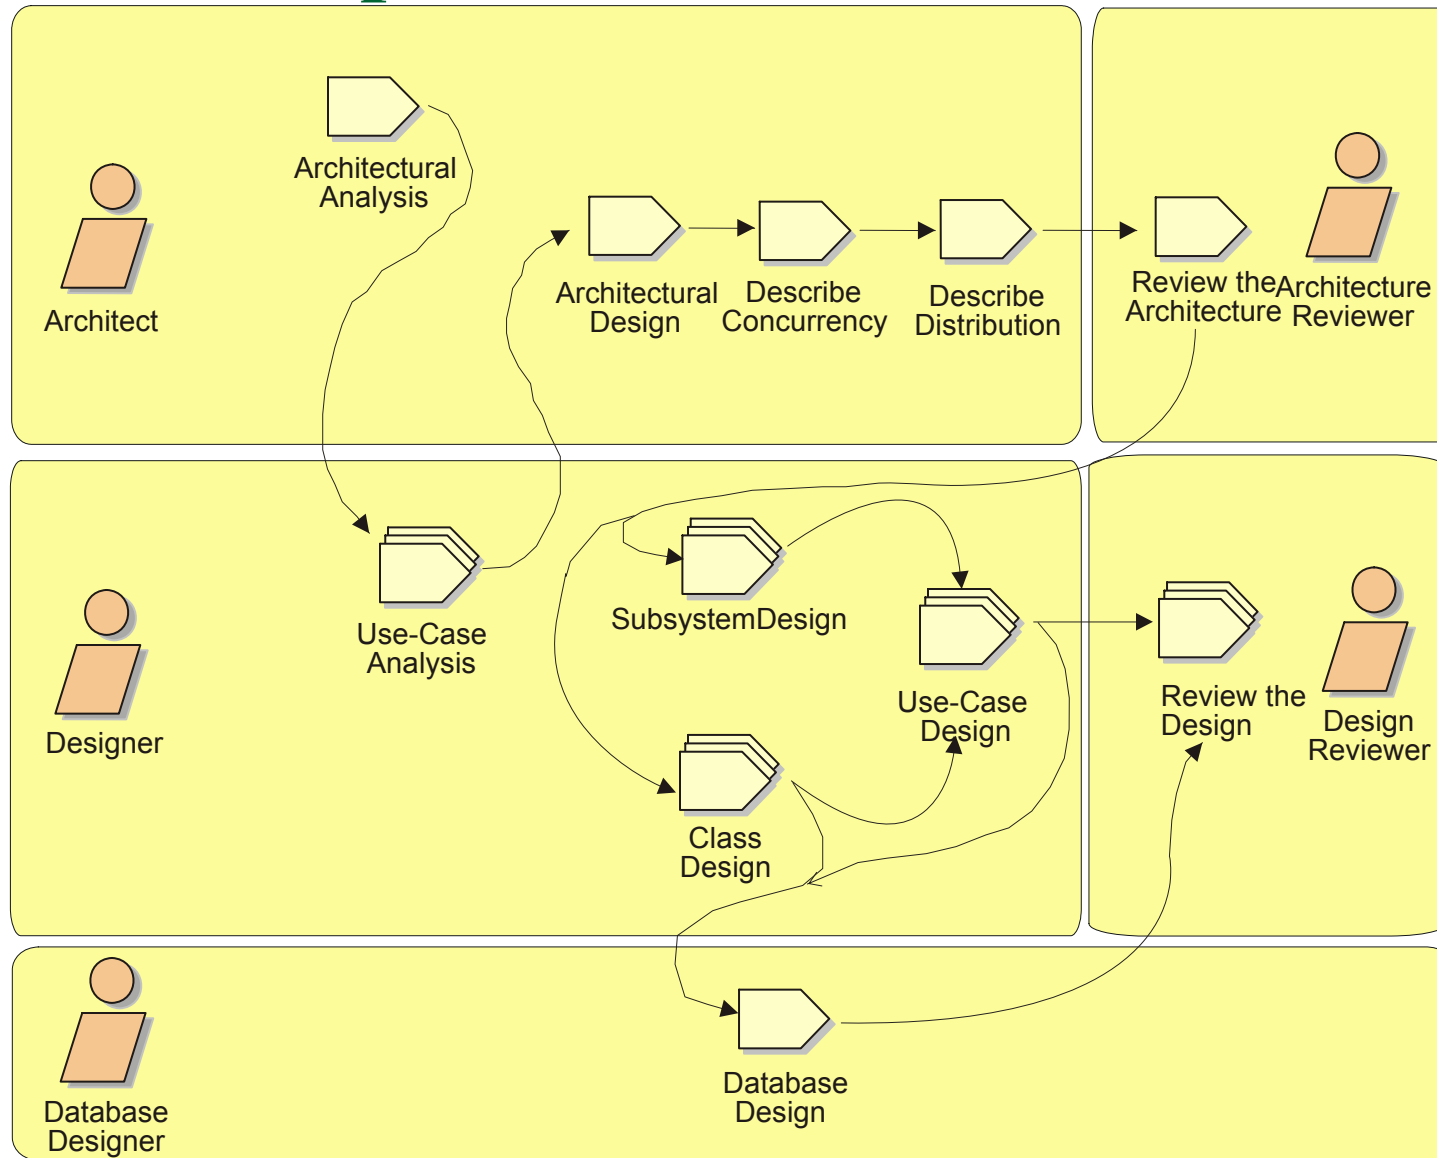 Architectural
Analysis
Architect
Architectural
Design
Describe
Concurrency
Describe
Distribution
Review the
Architecture
Architecture
Reviewer
Use-Case
Analysis
Designer
SubsystemDesign
Use-Case
Design
Class
Design
Review the
Design
Design
Reviewer
Database
Designer
Database
Design